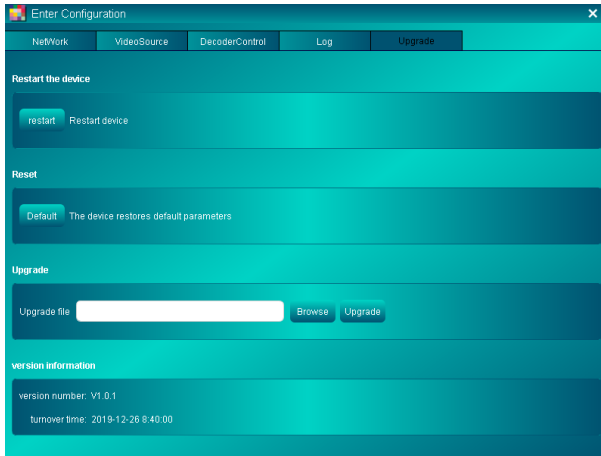 Enter Configuration
NetWork VideoSource DecoderControl Log Upgrade
Restart the device
restart Restart device
Reset
Default The device restores default parameters
Upgrade
Upgrade file Browse Upgrade
version information
version number: V1.0.1
turnover time: 2019-12-26 8:40:00